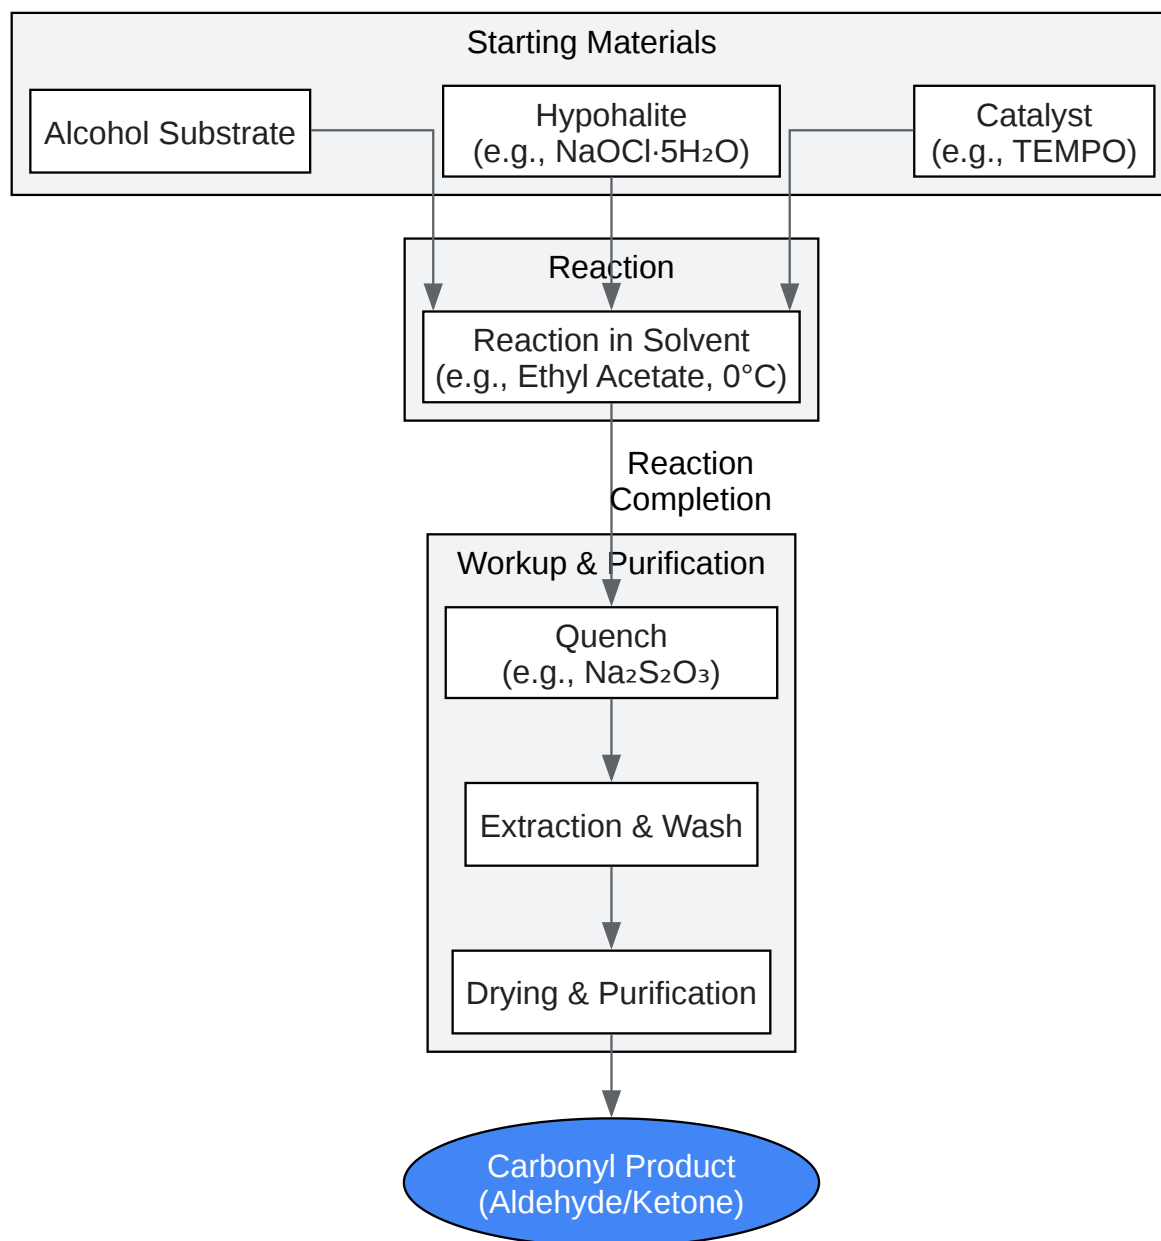 Starting Materials
Alcohol Substrate
Hypohalite
(e.g., NaOCl·5H₂O)
Catalyst
(e.g., TEMPO)
Reaction
Reaction in Solvent
(e.g., Ethyl Acetate, 0°C)
Reaction
Completion
Workup & Purification
Quench
(e.g., Na₂S₂O₃)
Extraction & Wash
Drying & Purification
Carbonyl Product
(Aldehyde/Ketone)